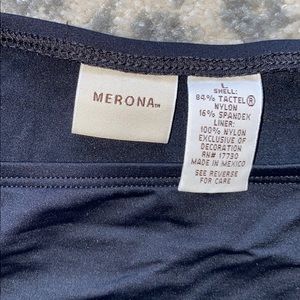 MERONA™
L
SHELL:
84% TACTEL®
NYLON
16% SPANDEX
LINER:
100% NYLON
EXCLUSIVE OF
DECORATION
RN# 17730
MADE IN MEXICO
SEE REVERSE
FOR CARE